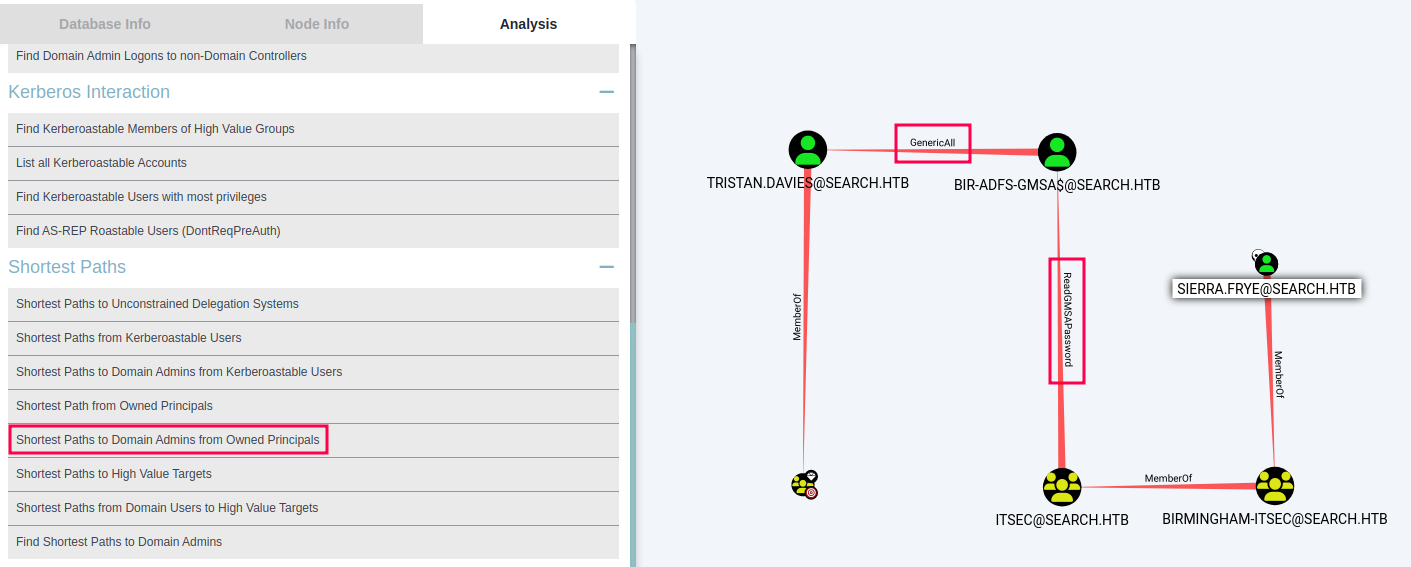 Database Info
Node Info
Analysis
Find Domain Admin Logons to non-Domain Controllers
Kerberos Interaction
Find Kerberoastable Members of High Value Groups
List all Kerberoastable Accounts
Find Kerberoastable Users with most privileges
Find AS-REP Roastable Users (DontReqPreAuth)
Shortest Paths
Shortest Paths to Unconstrained Delegation Systems
Shortest Paths from Kerberoastable Users
Shortest Paths to Domain Admins from Kerberoastable Users
Shortest Path from Owned Principals
Shortest Paths to Domain Admins from Owned Principals
Shortest Paths to High Value Targets
Shortest Paths from Domain Users to High Value Targets
Find Shortest Paths to Domain Admins
GenericAll
TRISTAN.DAVIES@SEARCH.HTB
BIR-ADFS-GMSA$@SEARCH.HTB
MemberOf
ReadGMSAPassword
SIERRA.FRYE@SEARCH.HTB
MemberOf
MemberOf
ITSEC@SEARCH.HTB
BIRMINGHAM-ITSEC@SEARCH.HTB